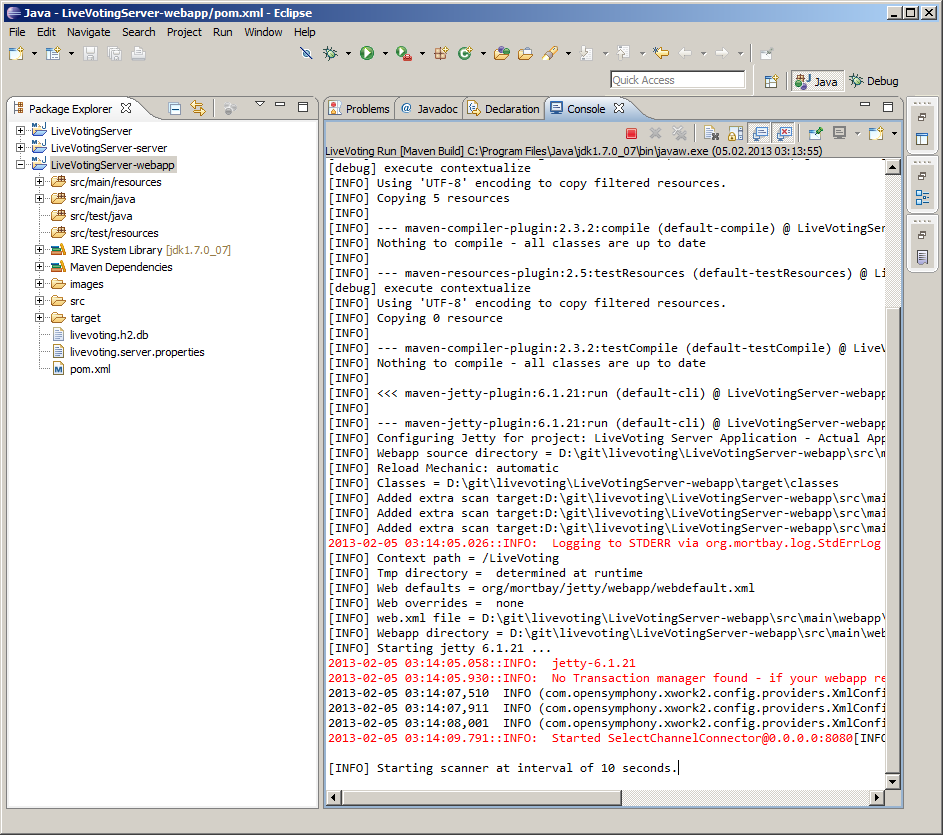 Java - LiveVotingServer-webapp/pom.xml - Eclipse
File Edit Navigate Search Project Run Window Help
Quick Access
Java
Debug
Package Explorer
LiveVotingServer
LiveVotingServer-server
LiveVotingServer-webapp
src/main/resources
src/main/java
src/test/java
src/test/resources
JRE System Library [jdk1.7.0_07]
Maven Dependencies
images
src
target
livevoting.h2.db
livevoting.server.properties
pom.xml
Problems @ Javadoc Declaration Console
LiveVoting Run [Maven Build] C:\Program Files\Java\jdk1.7.0_07\bin\javaw.exe (05.02.2013 03:13:55)
[debug] execute contextualize
[INFO] Using 'UTF-8' encoding to copy filtered resources.
[INFO] Copying 5 resources
[INFO]
[INFO] --- maven-compiler-plugin:2.3.2:compile (default-compile) @ LiveVotingSer
[INFO] Nothing to compile - all classes are up to date
[INFO]
[INFO] --- maven-resources-plugin:2.5:testResources (default-testResources) @ Li
[debug] execute contextualize
[INFO] Using 'UTF-8' encoding to copy filtered resources.
[INFO] Copying 0 resource
[INFO]
[INFO] --- maven-compiler-plugin:2.3.2:testCompile (default-testCompile) @ Live
[INFO] Nothing to compile - all classes are up to date
[INFO]
[INFO] <<< maven-jetty-plugin:6.1.21:run (default-cli) @ LiveVotingServer-webapp
[INFO]
[INFO] --- maven-jetty-plugin:6.1.21:run (default-cli) @ LiveVotingServer-webapp
[INFO] Configuring Jetty for project: LiveVoting Server Application - Actual App
[INFO] Webapp source directory = D:\git\livevoting\LiveVotingServer-webapp\src\m
[INFO] Reload Mechanic: automatic
[INFO] Classes = D:\git\livevoting\LiveVotingServer-webapp\target\classes
[INFO] Added extra scan target:D:\git\livevoting\LiveVotingServer-webapp\src\mai
[INFO] Added extra scan target:D:\git\livevoting\LiveVotingServer-webapp\src\mai
[INFO] Added extra scan target:D:\git\livevoting\LiveVotingServer-webapp\src\mai
2013-02-05 03:14:05.026::INFO:  Logging to STDERR via org.mortbay.log.StdErrLog
[INFO] Context path = /LiveVoting
[INFO] Tmp directory =  determined at runtime
[INFO] Web defaults = org/mortbay/jetty/webapp/webdefault.xml
[INFO] Web overrides =  none
[INFO] web.xml file = D:\git\livevoting\LiveVotingServer-webapp\src\main\webapp\
[INFO] Webapp directory = D:\git\livevoting\LiveVotingServer-webapp\src\main\web
[INFO] Starting jetty 6.1.21 ...
2013-02-05 03:14:05.058::INFO:  jetty-6.1.21
2013-02-05 03:14:05.930::INFO:  No Transaction manager found - if your webapp re
2013-02-05 03:14:07,510  INFO (com.opensymphony.xwork2.config.providers.XmlConfi
2013-02-05 03:14:07,911  INFO (com.opensymphony.xwork2.config.providers.XmlConfi
2013-02-05 03:14:08,001  INFO (com.opensymphony.xwork2.config.providers.XmlConfi
2013-02-05 03:14:09.791::INFO:  Started SelectChannelConnector@0.0.0.0:8080[INFO
[INFO] Starting scanner at interval of 10 seconds.